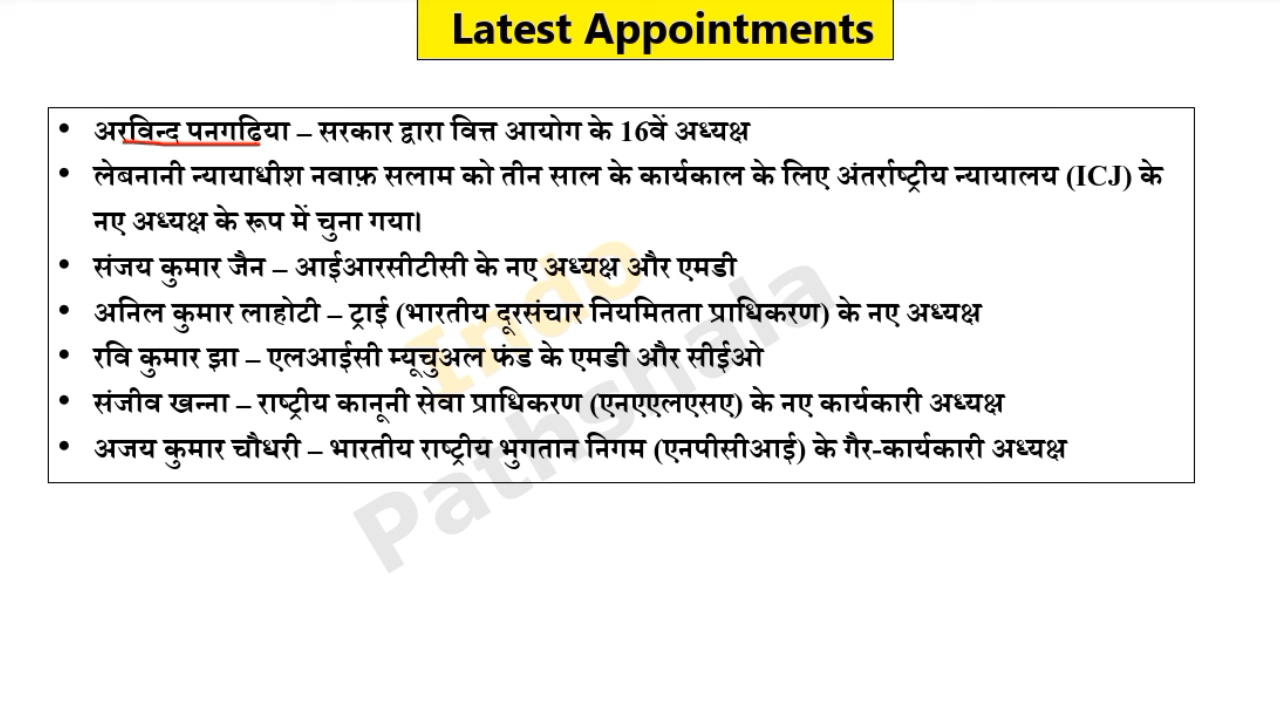 Latest Appointments
• अरविन्द पनगढिया – सरकार द्वारा वित्त आयोग के 16वें अध्यक्ष
• लेबनानी न्यायाधीश नवाफ़ सलाम को तीन साल के कार्यकाल के लिए अंतर्राष्ट्रीय न्यायालय (ICJ) के
नए अध्यक्ष के रूप में चुना गया।
• संजय कुमार जैन – आईआरसीटीसी के नए अध्यक्ष और एमडी
• अनिल कुमार लाहोटी – ट्राई (भारतीय दूरसंचार नियमितता प्राधिकरण) के नए अध्यक्ष
• रवि कुमार झा – एलआईसी म्यूचुअल फंड के एमडी और सीईओ
• संजीव खन्ना – राष्ट्रीय कानूनी सेवा प्राधिकरण (एनएएलएसए) के नए कार्यकारी अध्यक्ष
• अजय कुमार चौधरी – भारतीय राष्ट्रीय भुगतान निगम (एनपीसीआई) के गैर-कार्यकारी अध्यक्ष
Indo
Pathshala